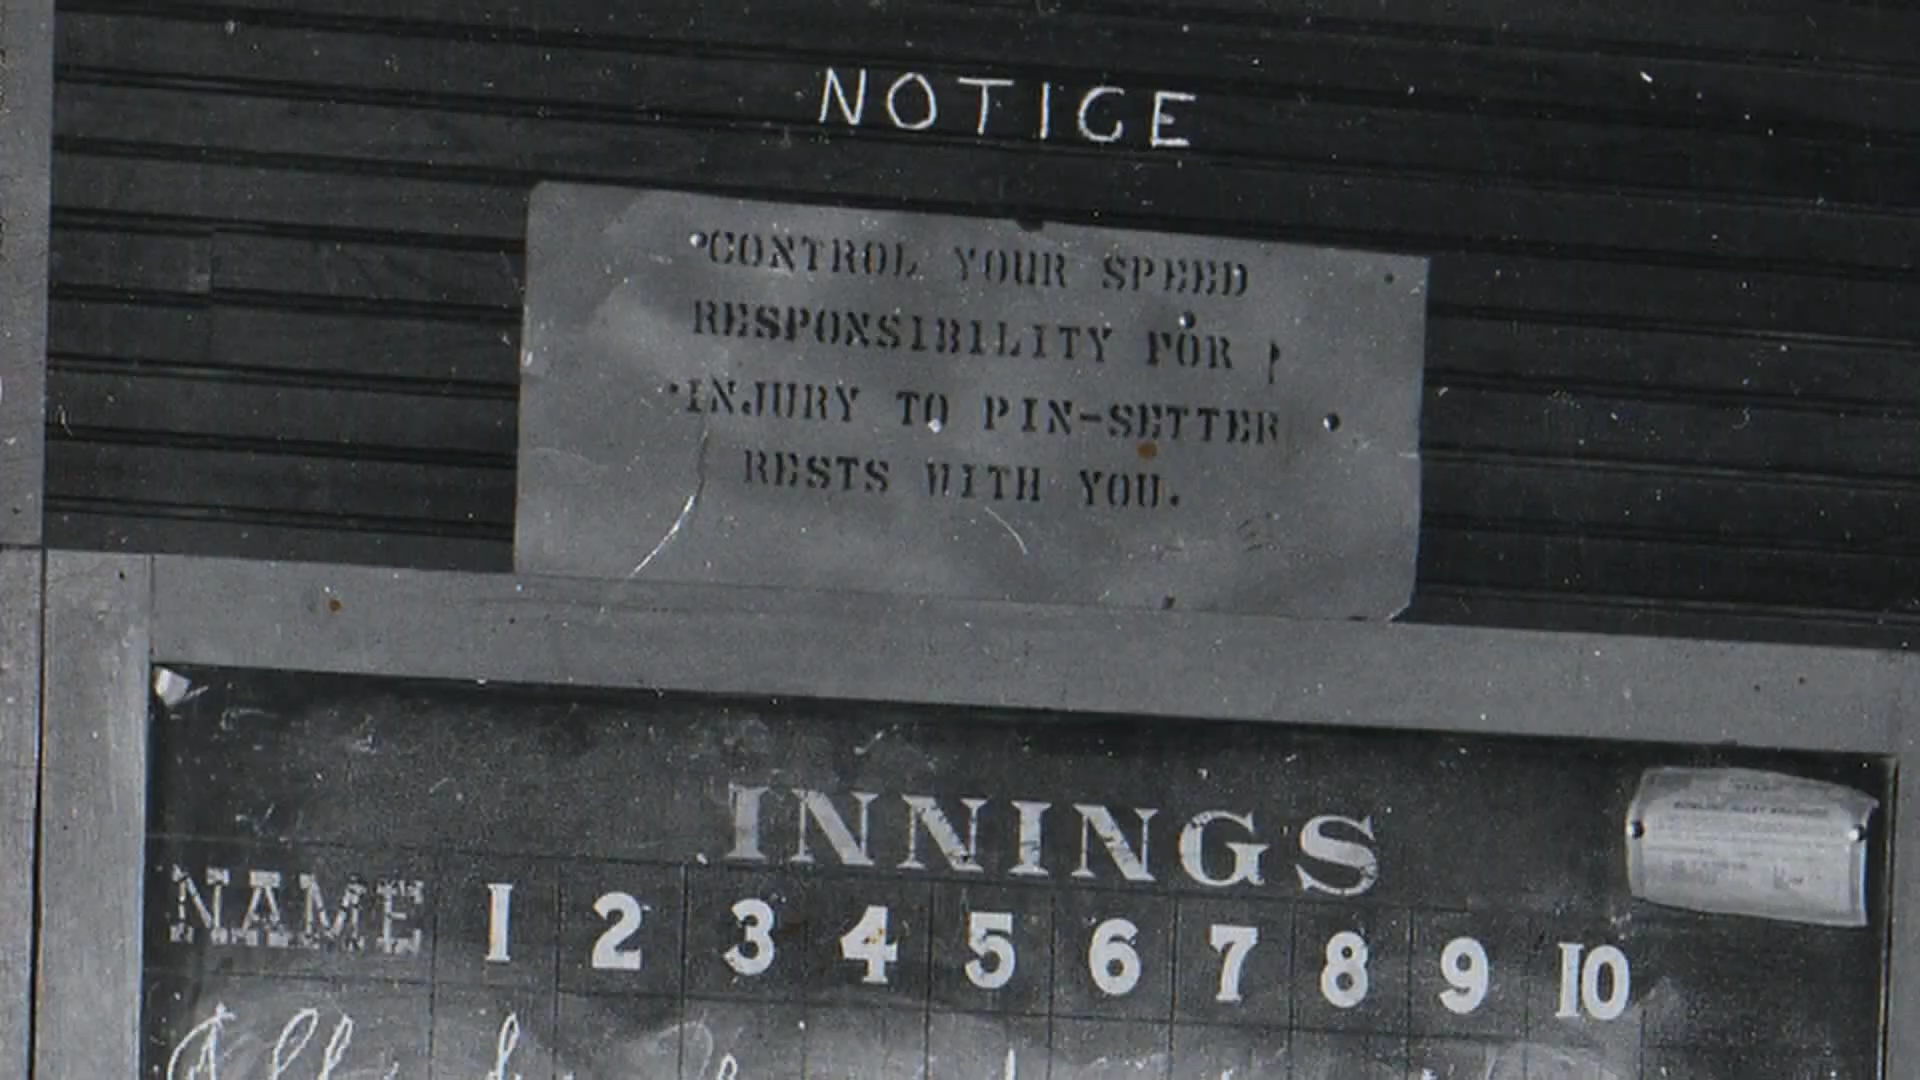 NOTICE
CONTROL YOUR SPEED
RESPONSIBILITY FOR
INJURY TO PIN-SETTER
RESTS WITH YOU.
INNINGS
NAME 1 2 3 4 5 6 7 8 9 10